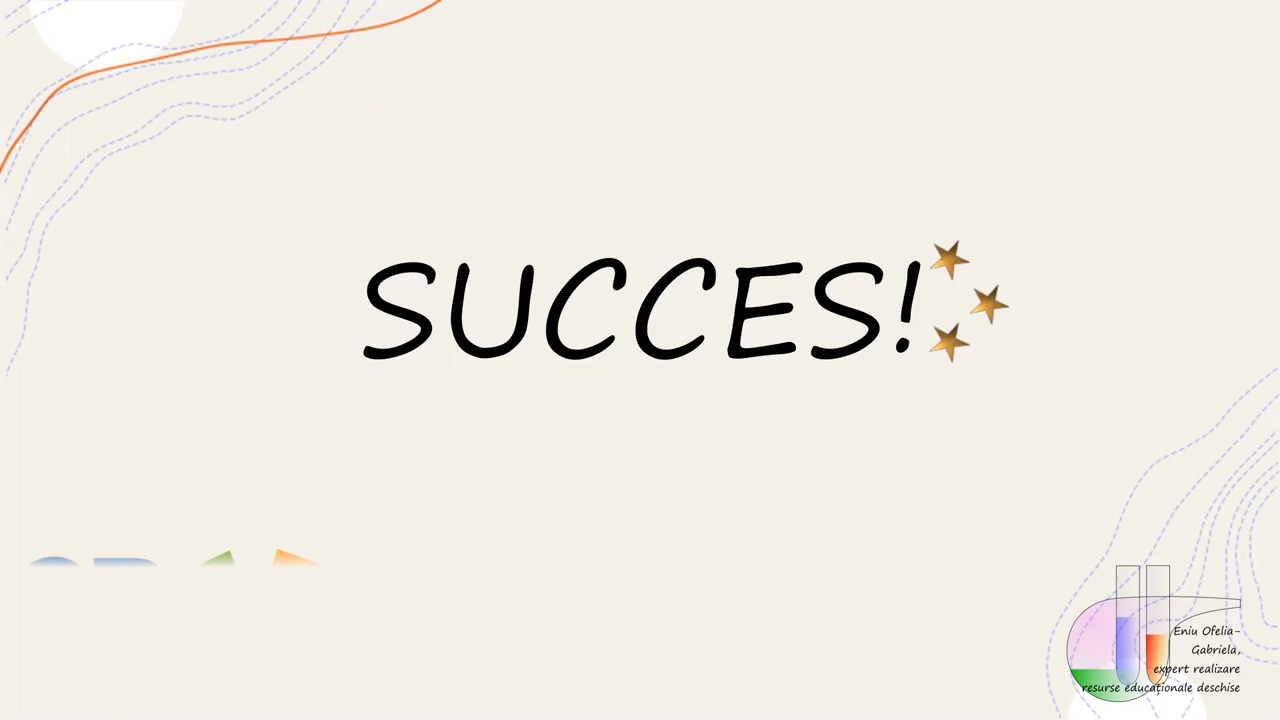 SUCCES!
Eniu Ofelia-
Gabriela,
expert realizare
resurse educaționale deschise